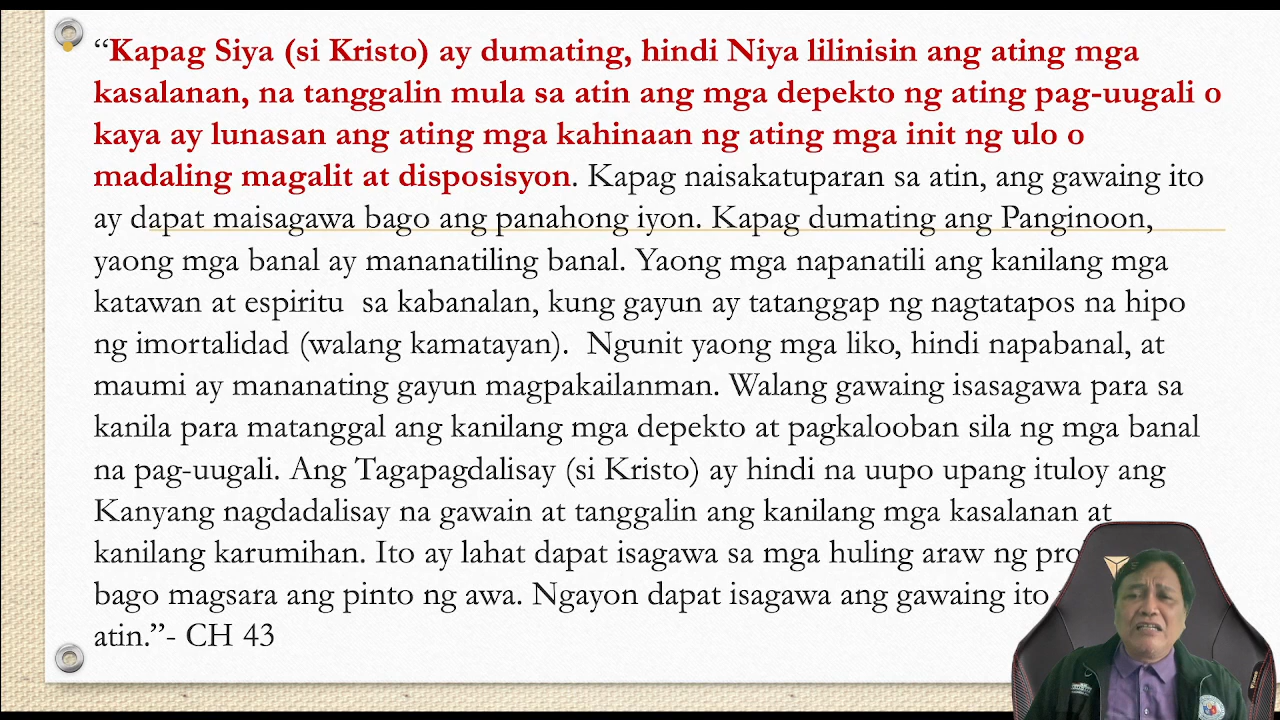 “Kapag Siya (si Kristo) ay dumating, hindi Niya lilinisin ang ating mga
kasalanan, na tanggalin mula sa atin ang mga depekto ng ating pag-uugali o
kaya ay lunasan ang ating mga kahinaan ng ating mga init ng ulo o
madaling magalit at disposisyon. Kapag naisakatuparan sa atin, ang gawaing ito
ay dapat maisagawa bago ang panahong iyon. Kapag dumating ang Panginoon,
yaong mga banal ay mananatiling banal. Yaong mga napanatili ang kanilang mga
katawan at espiritu  sa kabanalan, kung gayun ay tatanggap ng nagtatapos na hipo
ng imortalidad (walang kamatayan).  Ngunit yaong mga liko, hindi napabanal, at
maumi ay mananating gayun magpakailanman. Walang gawaing isasagawa para sa
kanila para matanggal ang kanilang mga depekto at pagkalooban sila ng mga banal
na pag-uugali. Ang Tagapagdalisay (si Kristo) ay hindi na uupo upang ituloy ang
Kanyang nagdadalisay na gawain at tanggalin ang kanilang mga kasalanan at
kanilang karumihan. Ito ay lahat dapat isagawa sa mga huling araw ng
bago magsara ang pinto ng awa. Ngayon dapat isagawa ang gawaing ito
atin.”- CH 43